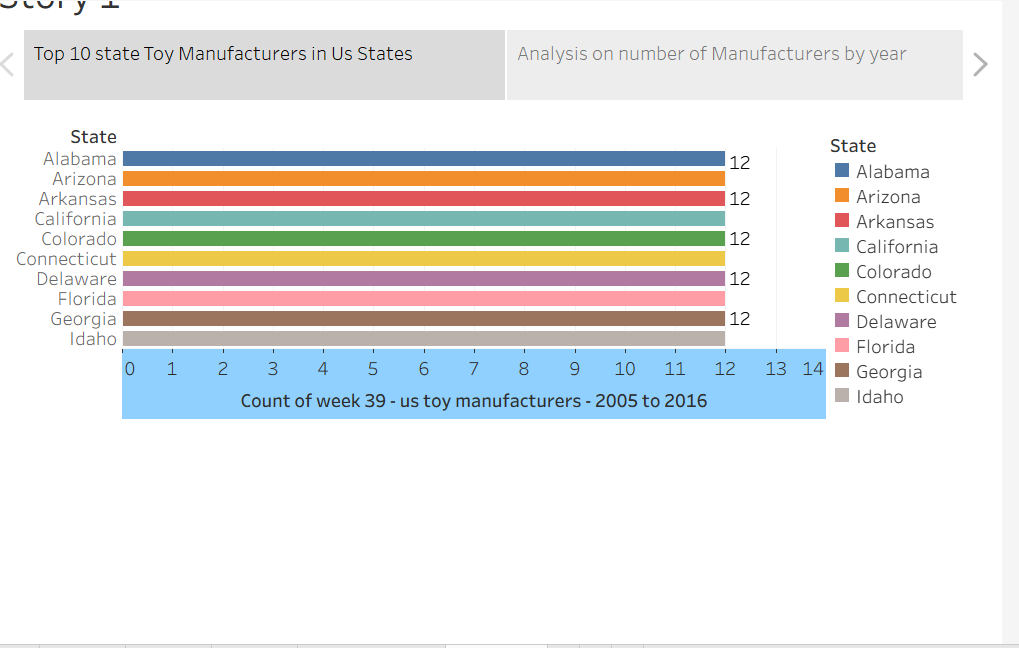 Story 1
Top 10 state Toy Manufacturers in Us States
Analysis on number of Manufacturers by year
State
Alabama 12
Arizona
Arkansas 12
California
Colorado 12
Connecticut
Delaware 12
Florida
Georgia 12
Idaho
0 1 2 3 4 5 6 7 8 9 10 11 12 13 14
Count of week 39 - us toy manufacturers - 2005 to 2016
State
Alabama
Arizona
Arkansas
California
Colorado
Connecticut
Delaware
Florida
Georgia
Idaho